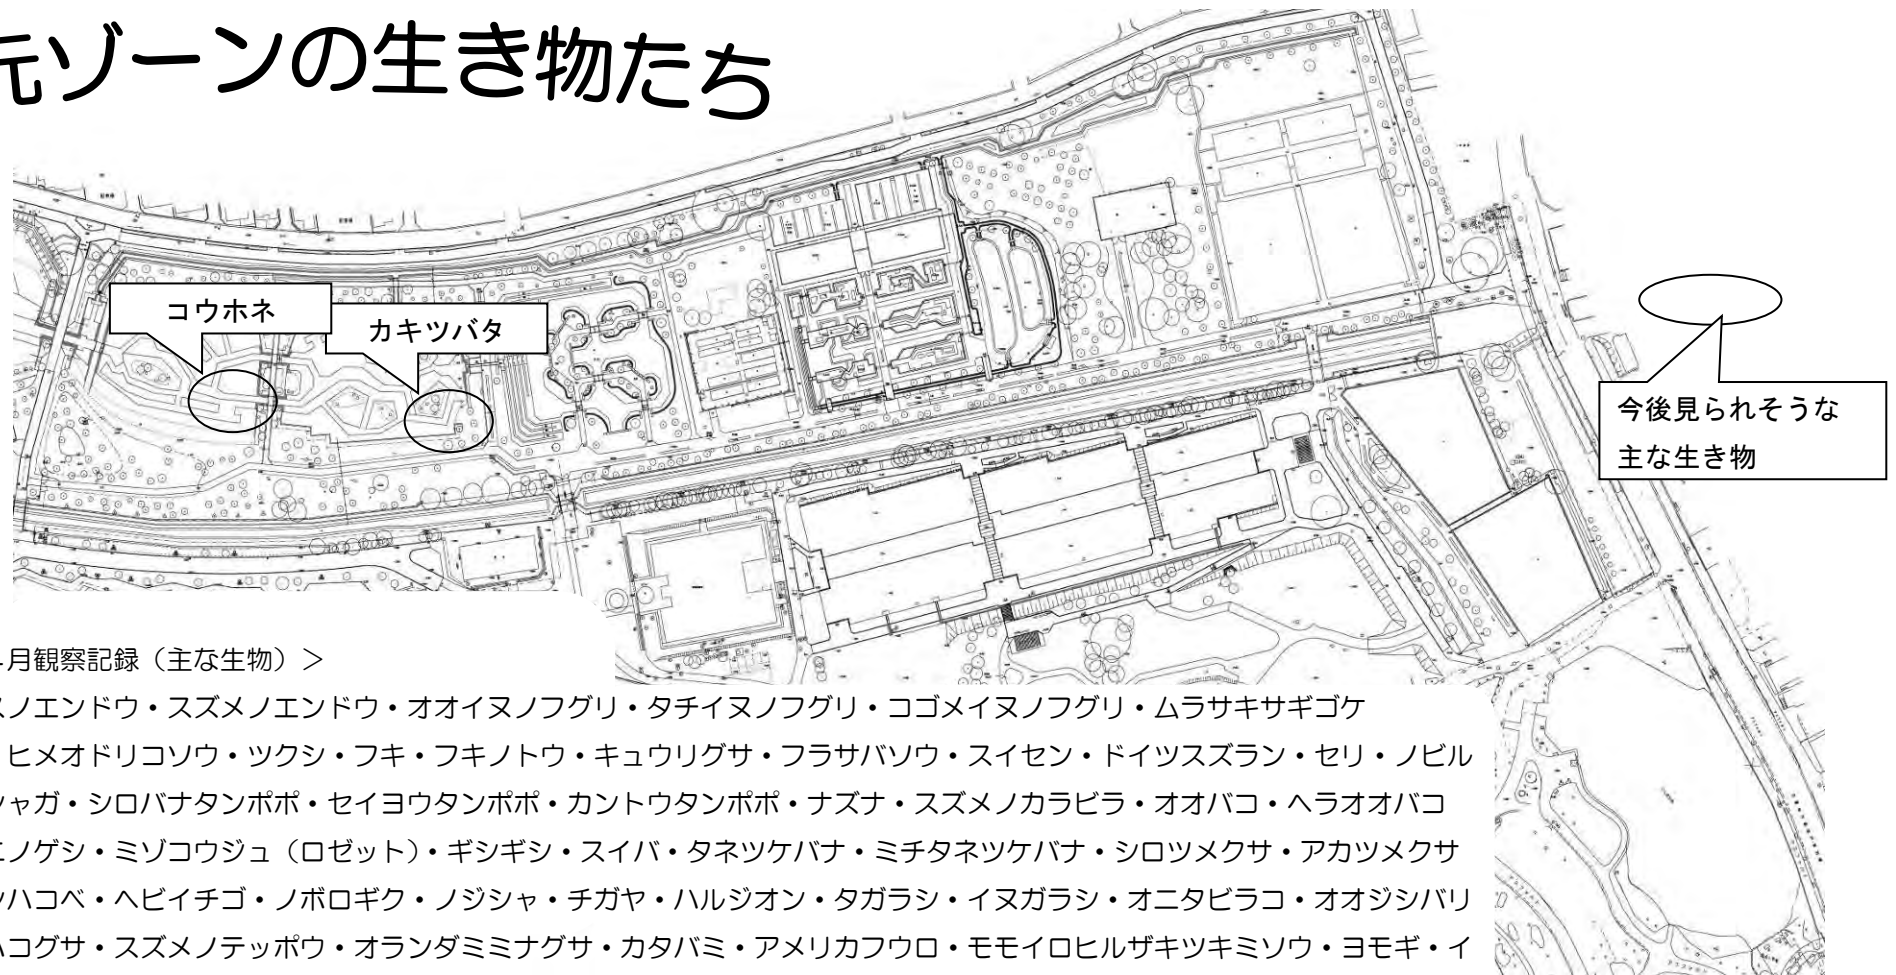 元ゾーンの生き物たち
コウホネ
カキツバタ
今後見られそうな
主な生き物
月観察記録（主な生物）＞
スノエンドウ・スズメノエンドウ・オオイヌノフグリ・タチイヌノフグリ・コゴメイヌノフグリ・ムラサキサギゴケ
・ヒメオドリコソウ・ツクシ・フキ・フキノトウ・キュウリグサ・フラサバソウ・スイセン・ドイツスズラン・セリ・ノビル
シャガ・シロバナタンポポ・セイヨウタンポポ・カントウタンポポ・ナズナ・スズメノカラビラ・オオバコ・ヘラオオバコ
ニノゲシ・ミゾコウジュ（ロゼット）・ギシギシ・スイバ・タネツケバナ・ミチタネツケバナ・シロツメクサ・アカツメクサ
ハコベ・ヘビイチゴ・ノボロギク・ノジシャ・チガヤ・ハルジオン・タガラシ・イヌガラシ・オニタビラコ・オオジシバリ
ハコグサ・スズメノテッポウ・オランダミミナグサ・カタバミ・アメリカフウロ・モモイロヒルザキツキミソウ・ヨモギ・イ